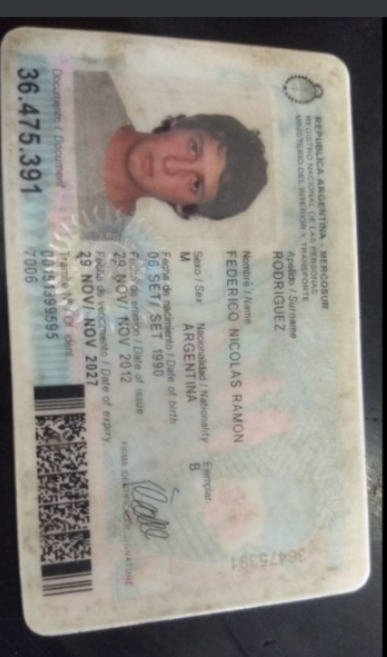 REPUBLICA ARGENTINA - MERCOSUR
REGISTRO NACIONAL DE LAS PERSONAS
MINISTERIO DEL INTERIOR Y TRANSPORTE
Apellido / Surname
RODRIGUEZ
Nombre / Name
FEDERICO NICOLAS RAMON
Sexo / Sex Nacionalidad / Nationality Ejemplar
M ARGENTINA B
Fecha de nacimiento / Date of birth
06 SET/ SET 1990
Fecha de emisión / Date of issue
29 NOV/ NOV 2012
FIRMA IDENTIFICADO / SIGNATURE
Fecha de vencimiento / Date of expiry
29 NOV/ NOV 2027
Documento / Document
36.475.391
Tramite Nº / Of. ident.
00151399595
7006
36475391